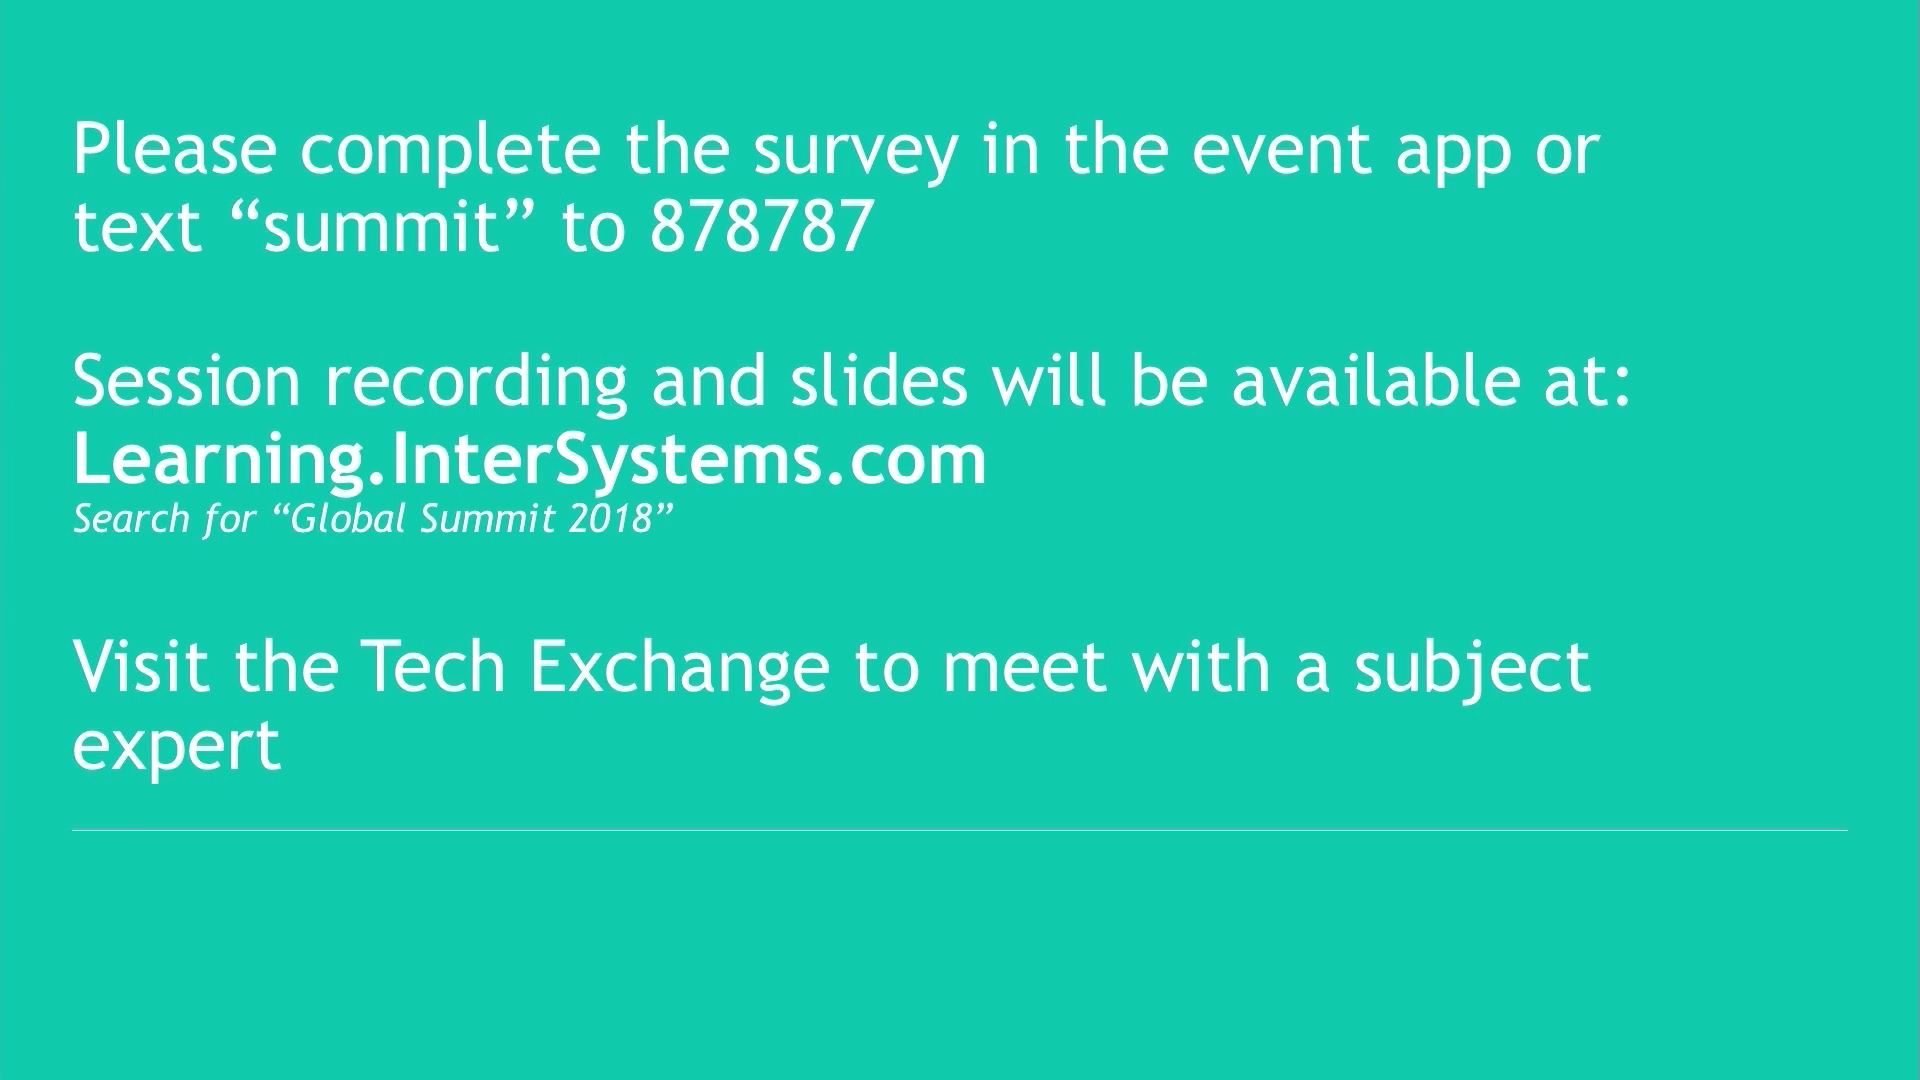 Please complete the survey in the event app or
text “summit” to 878787
Session recording and slides will be available at:
Learning.InterSystems.com
Search for “Global Summit 2018”
Visit the Tech Exchange to meet with a subject
expert